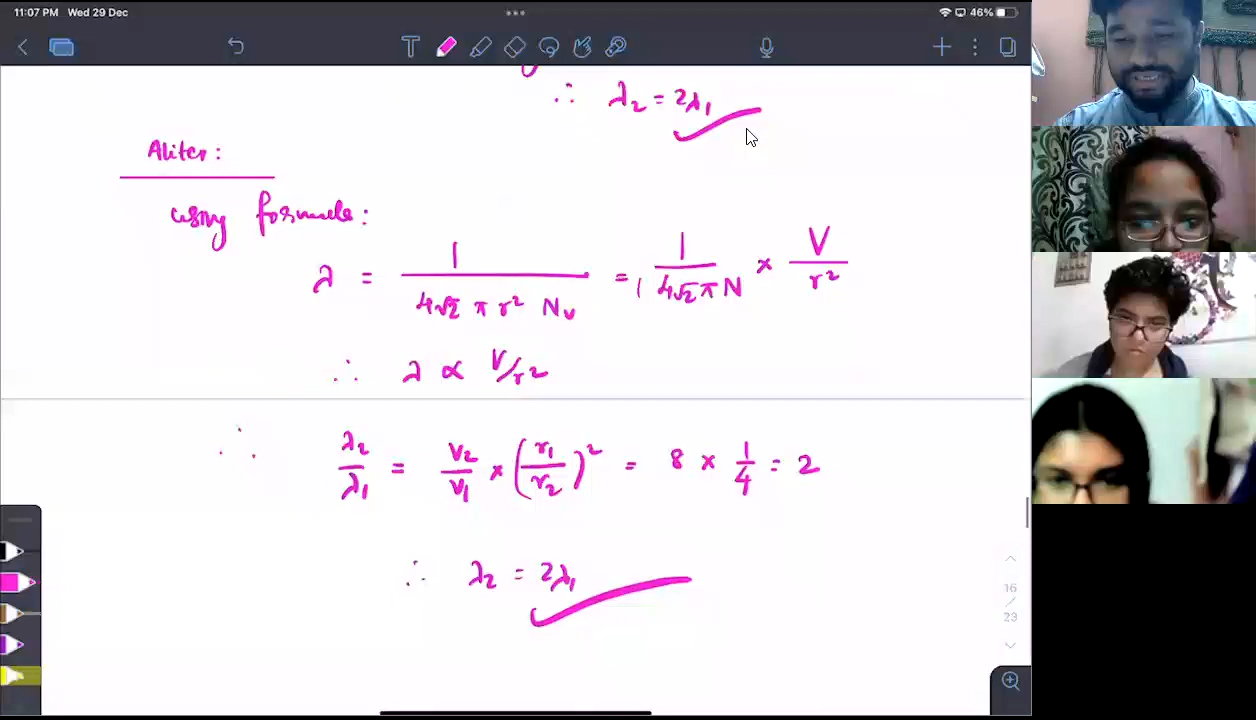 11:07 PM Wed 29 Dec
46%
∴ λ₂ = 2λ₁
Aliter:
using formula:
λ = 1 / (4√2 π r² Nv) = 1 / (4√2 π N) × V / r²
∴ λ ∝ V/r²
∴ λ₂/λ₁ = V₂/V₁ × (r₁/r₂)² = 8 × 1/4 = 2
∴ λ₂ = 2λ₁
16
/
23